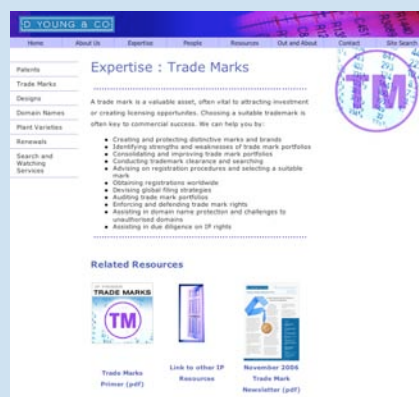 D YOUNG & CO
Home About Us Expertise People Resources Out and About Contact Site Search
Patents
Trade Marks
Designs
Domain Names
Plant Varieties
Renewals
Search and
Watching
Services
Expertise : Trade Marks
A trade mark is a valuable asset, often vital to attracting investment
or creating licensing opportunites. Choosing a suitable trademark is
often key to commercial success. We can help you by:
Creating and protecting distinctive marks and brands
Identifying strengths and weaknesses of trade mark portfolios
Consolidating and improving trade mark portfolios
Conducting trademark clearance and searching
Advising on registration procedures and selecting a suitable
mark
Obtaining registrations worldwide
Devising global filing strategies
Auditing trade mark portfolios
Enforcing and defending trade mark rights
Assisting in domain name protection and challenges to
unauthorised domains
Assisting in due diligence on IP rights
TM
Related Resources
TRADE MARKS
TM
Trade Marks
Primer (pdf)
Link to other IP
Resources
November 2006
Trade Mark
Newsletter (pdf)